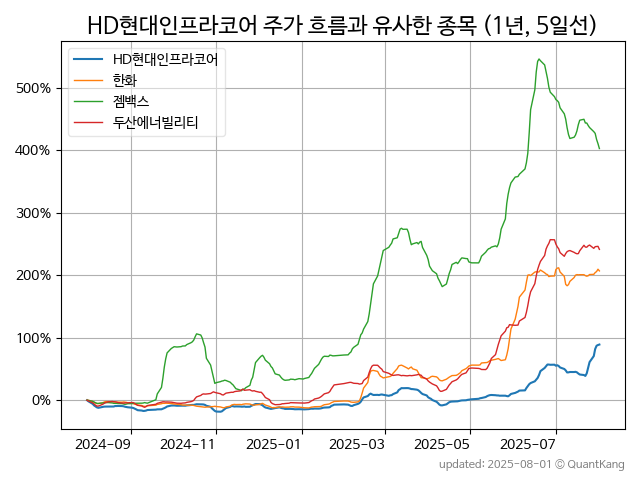 HD현대인프라코어 주가 흐름과 유사한 종목 (1년, 5일선)
HD현대인프라코어
한화
젬백스
두산에너빌리티
500%
400%
300%
200%
100%
0%
2024-09 2024-11 2025-01 2025-03 2025-05 2025-07
updated: 2025-08-01 © QuantKang